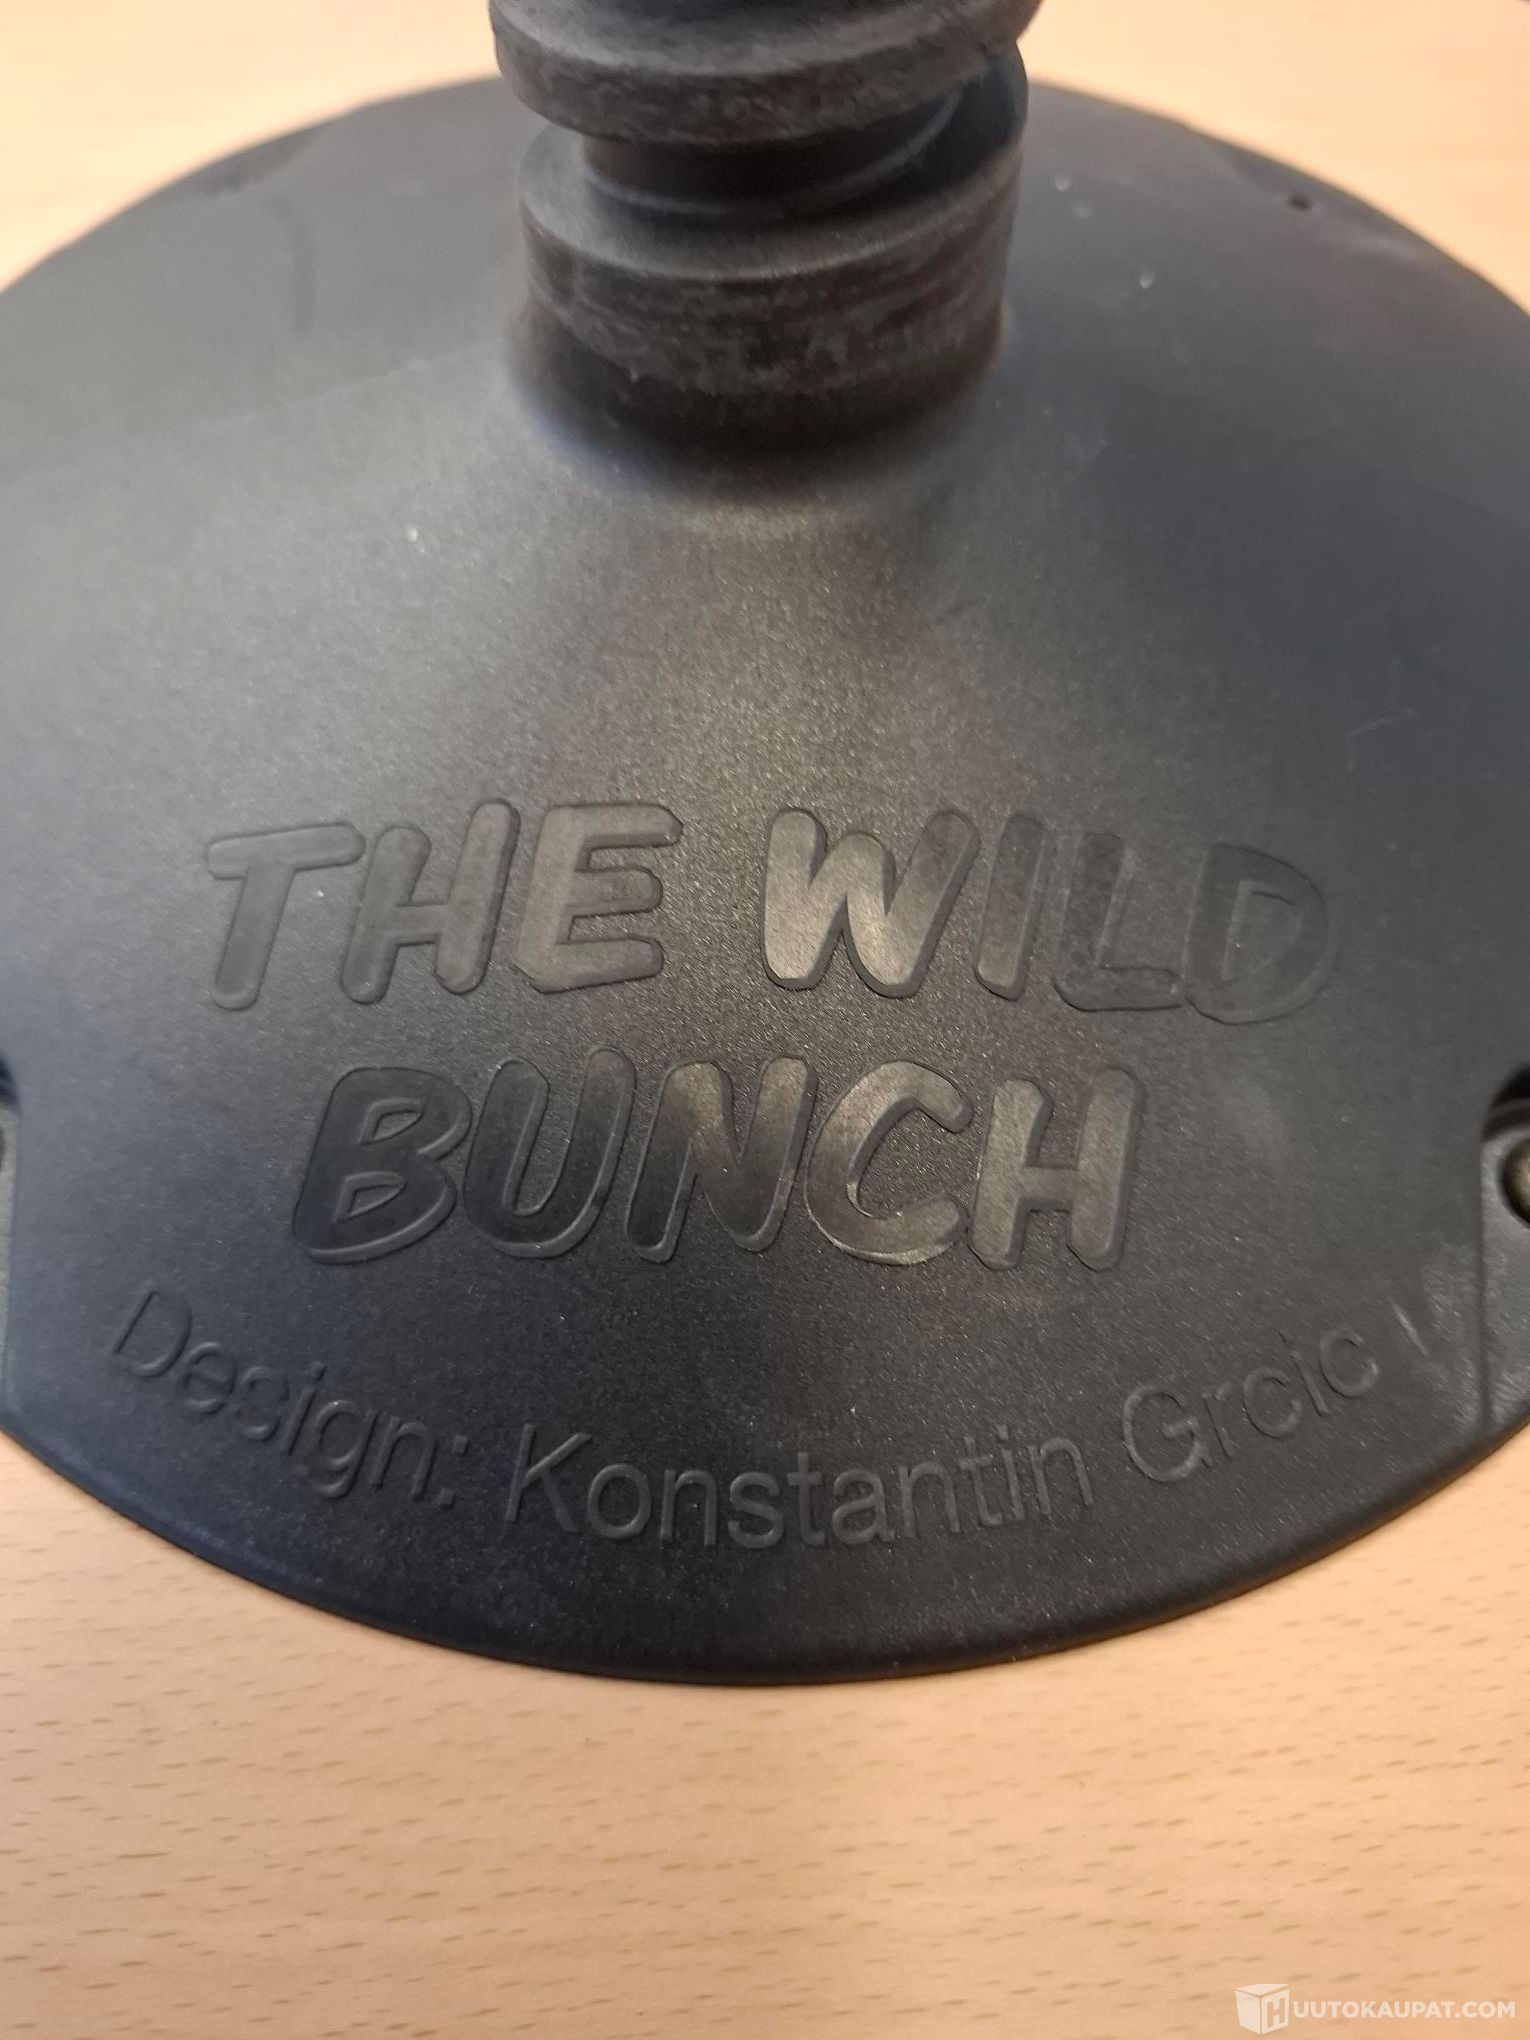 THE WILD
BUNCH
Design: Konstantin Grcic
HUUTOKAUPAT.COM